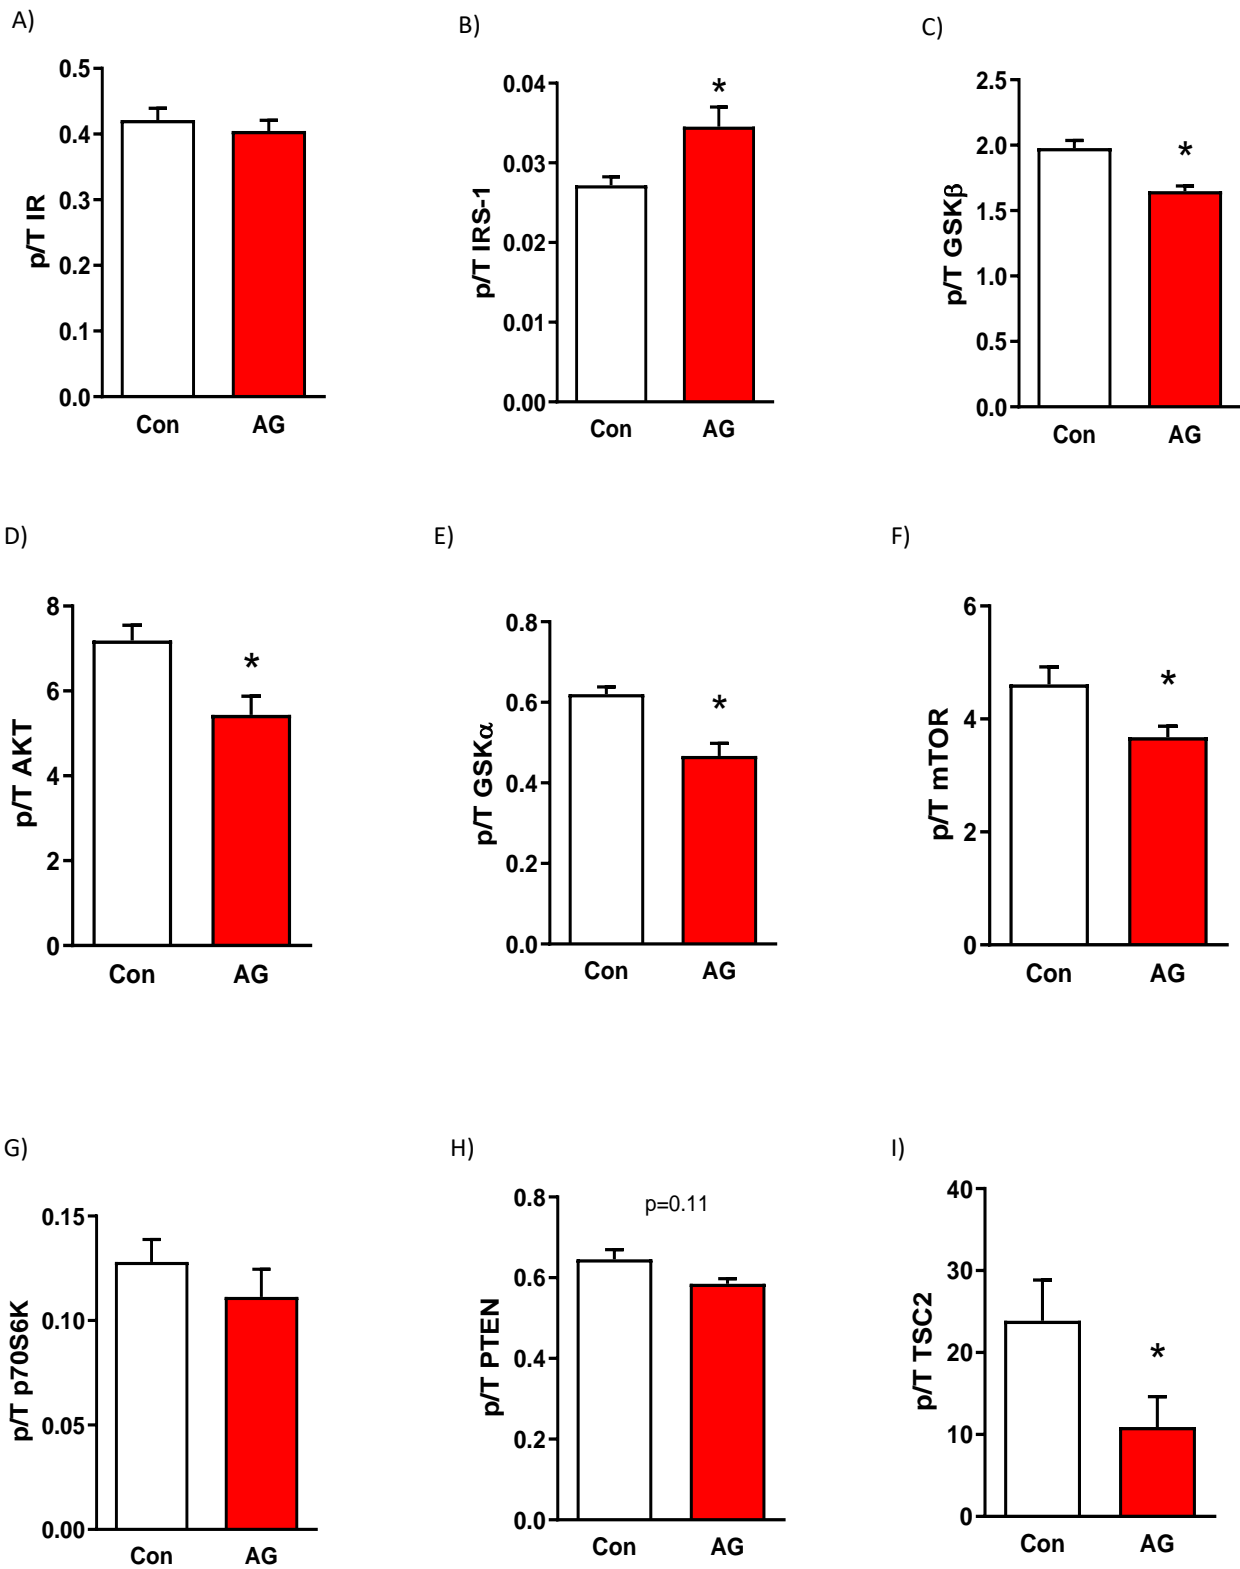 A)
0.5
0.4
0.3
0.2
0.1
0.0
p/T IR
Con AG
B)
*
0.04
0.03
0.02
0.01
0.00
p/T IRS-1
Con AG
C)
2.5
2.0
1.5
1.0
0.5
0.0
*
p/T GSKβ
Con AG
D)
8
6
4
2
0
*
p/T AKT
Con AG
E)
0.8
0.6
0.4
0.2
0.0
*
p/T GSKα
Con AG
F)
6
4
2
0
*
p/T mTOR
Con AG
G)
0.15
0.10
0.05
0.00
p/T p70S6K
Con AG
H)
0.8
0.6
0.4
0.2
0.0
p=0.11
p/T PTEN
Con AG
I)
40
30
20
10
0
*
p/T TSC2
Con AG